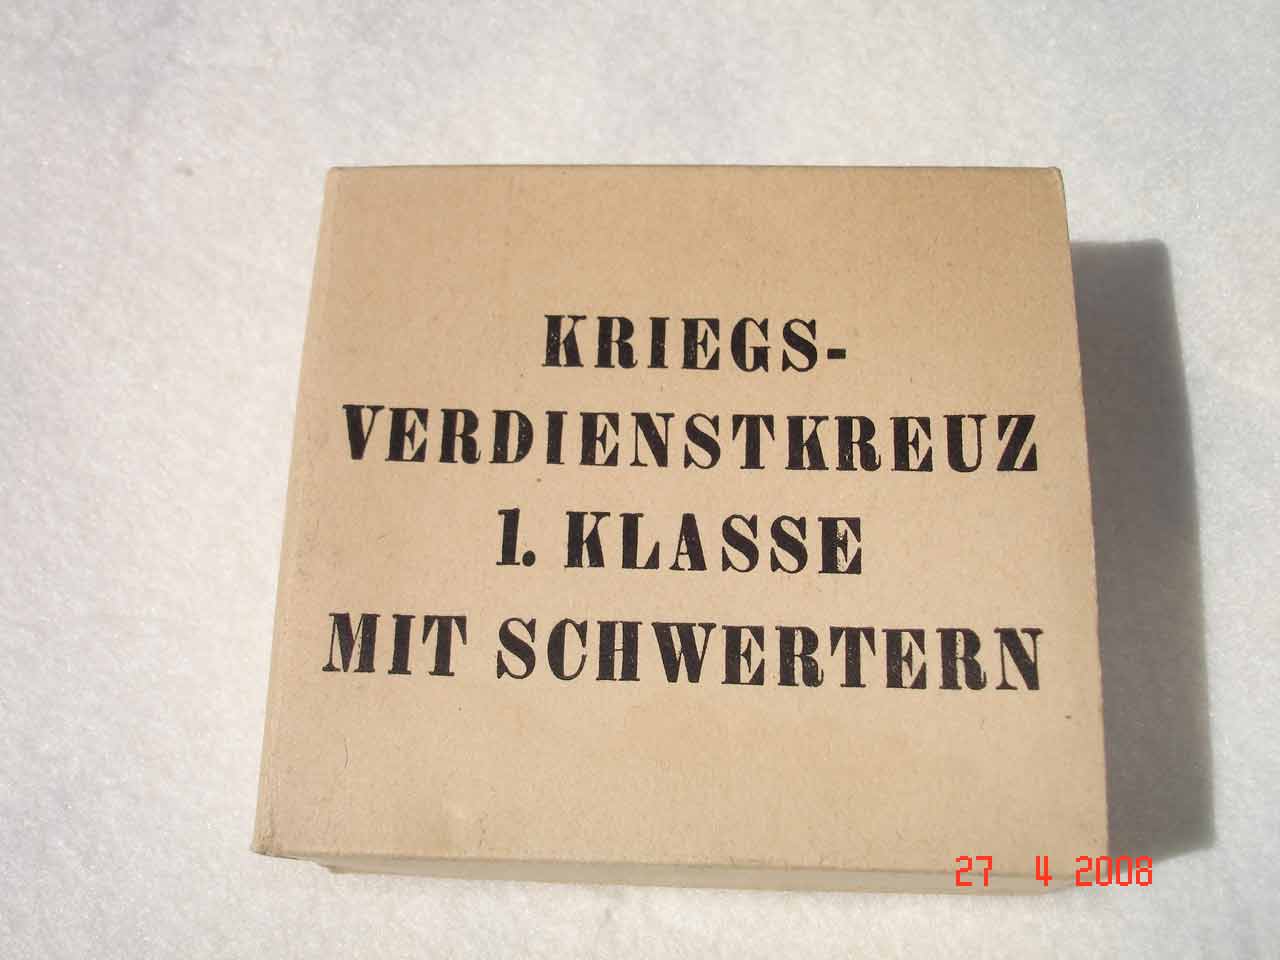 KRIEGS-
VERDIENSTKREUZ
1. KLASSE
MIT SCHWERTERN
27 4 2008